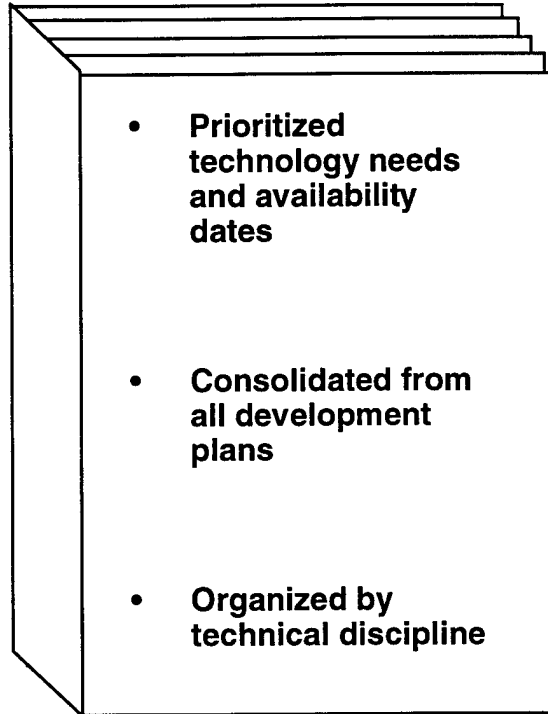 • Prioritized
technology needs
and availability
dates
• Consolidated from
all development
plans
• Organized by
technical discipline